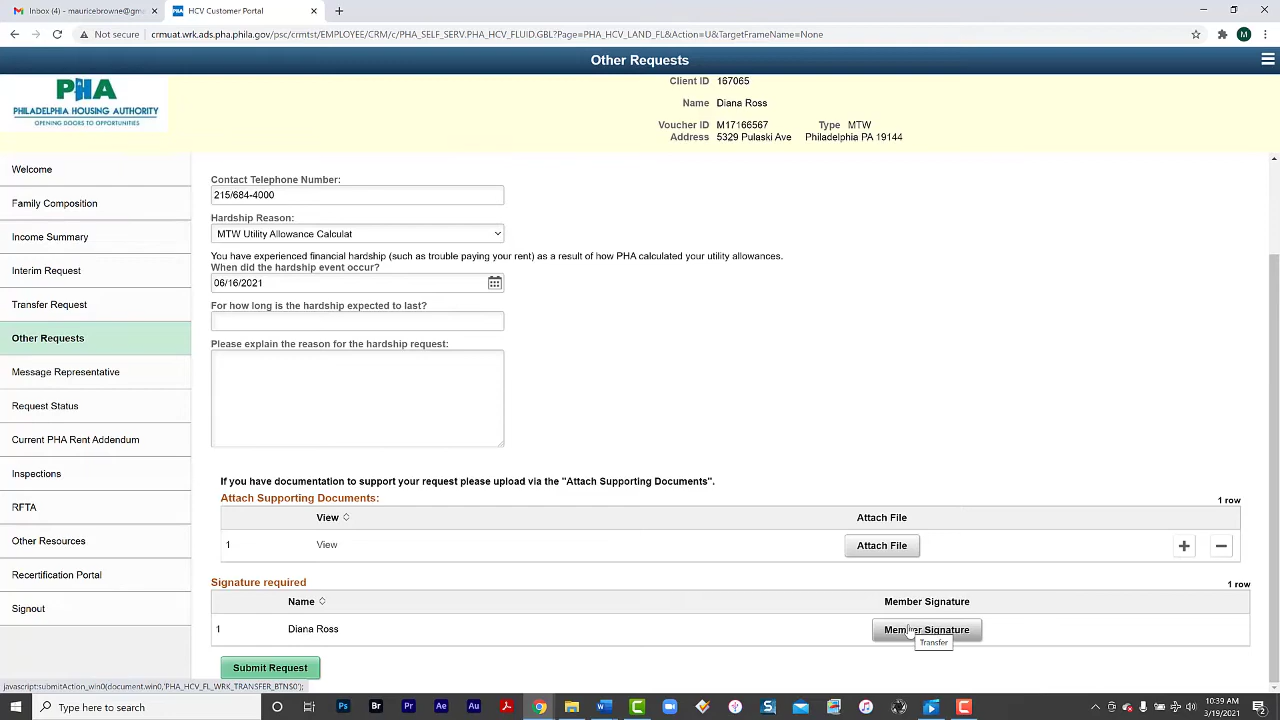 Inbox (4) - mauricebrowne@gm
HCV Customer Portal
Not secure
crmuat.wrk.ads.pha.phila.gov/psc/crmtst/EMPLOYEE/CRM/c/PHA_SELF_SERV.PHA_HCV_FLUID.GBL?Page=PHA_HCV_LAND_FL&Action=U&TargetFrameName=None
M
Other Requests
PHA
PHILADELPHIA HOUSING AUTHORITY
OPENING DOORS TO OPPORTUNITIES
Client ID 167065
Name Diana Ross
Voucher ID M17166567 Type MTW
Address 5329 Pulaski Ave Philadelphia PA 19144
Welcome
Family Composition
Income Summary
Interim Request
Transfer Request
Other Requests
Message Representative
Request Status
Current PHA Rent Addendum
Inspections
RFTA
Other Resources
Recertification Portal
Signout
Contact Telephone Number:
215/684-4000
Hardship Reason:
MTW Utility Allowance Calculat
You have experienced financial hardship (such as trouble paying your rent) as a result of how PHA calculated your utility allowances.
When did the hardship event occur?
06/16/2021
For how long is the hardship expected to last?
Please explain the reason for the hardship request:
If you have documentation to support your request please upload via the "Attach Supporting Documents".
Attach Supporting Documents:
1 row
View Attach File
1 View Attach File
Signature required
1 row
Name Member Signature
1 Diana Ross Member Signature
Transfer
Submit Request
javascript:submitAction_win0(document.win0,'PHA_HCV_FL_WRK_TRANSFER_BTN$0');
Type here to search
Ps
Br
Pr
Ae
Au
10:39 AM
3/19/2021